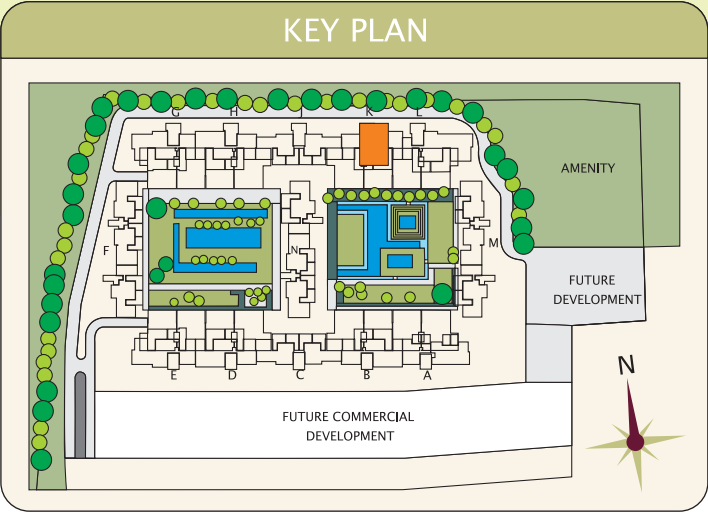 KEY PLAN
G H J K L
AMENITY
F N M
FUTURE
DEVELOPMENT
E D C B A
FUTURE COMMERCIAL
DEVELOPMENT
N